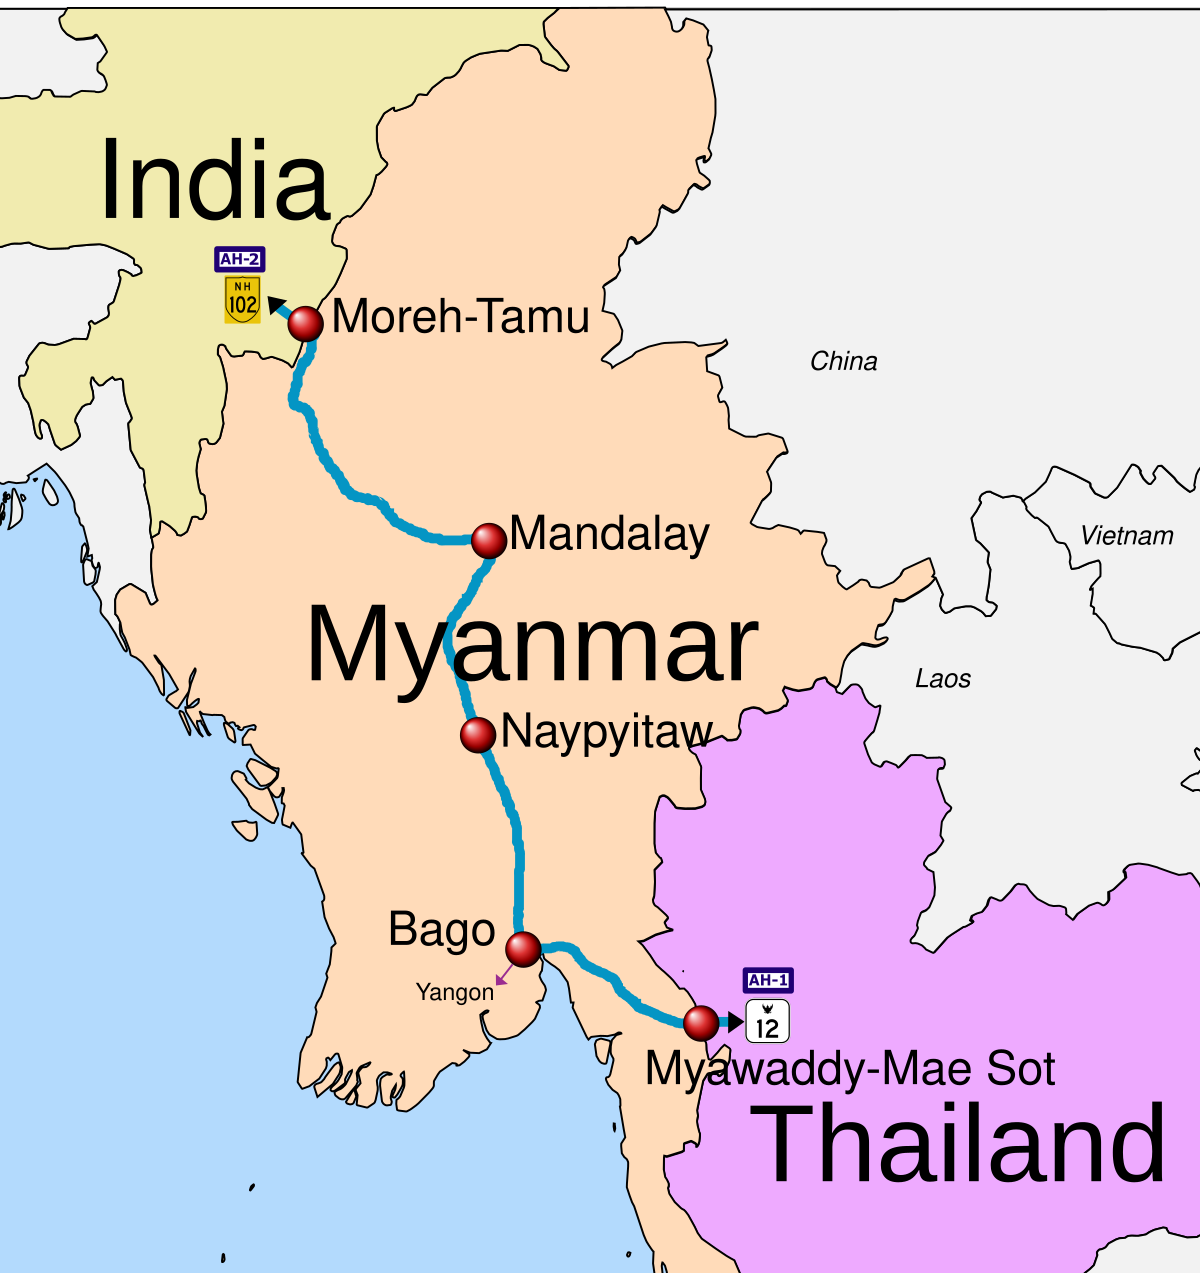 India
AH-2
NH
102
Moreh-Tamu
China
Mandalay
Vietnam
Myanmar
Laos
Naypyitaw
Bago
Yangon
AH-1
12
Myawaddy-Mae Sot
Thailand